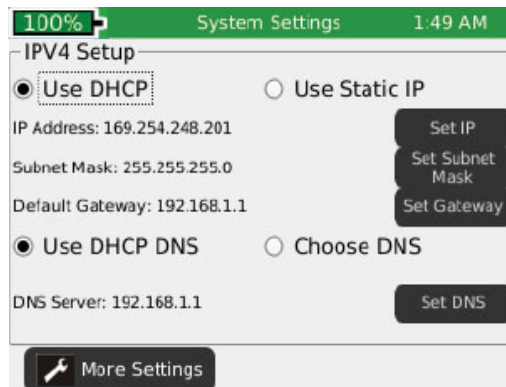 100% System Settings 1:49 AM
IPV4 Setup
Use DHCP Use Static IP
IP Address: 169.254.248.201 Set IP
Subnet Mask: 255.255.255.0 Set Subnet Mask
Default Gateway: 192.168.1.1 Set Gateway
Use DHCP DNS Choose DNS
DNS Server: 192.168.1.1 Set DNS
More Settings